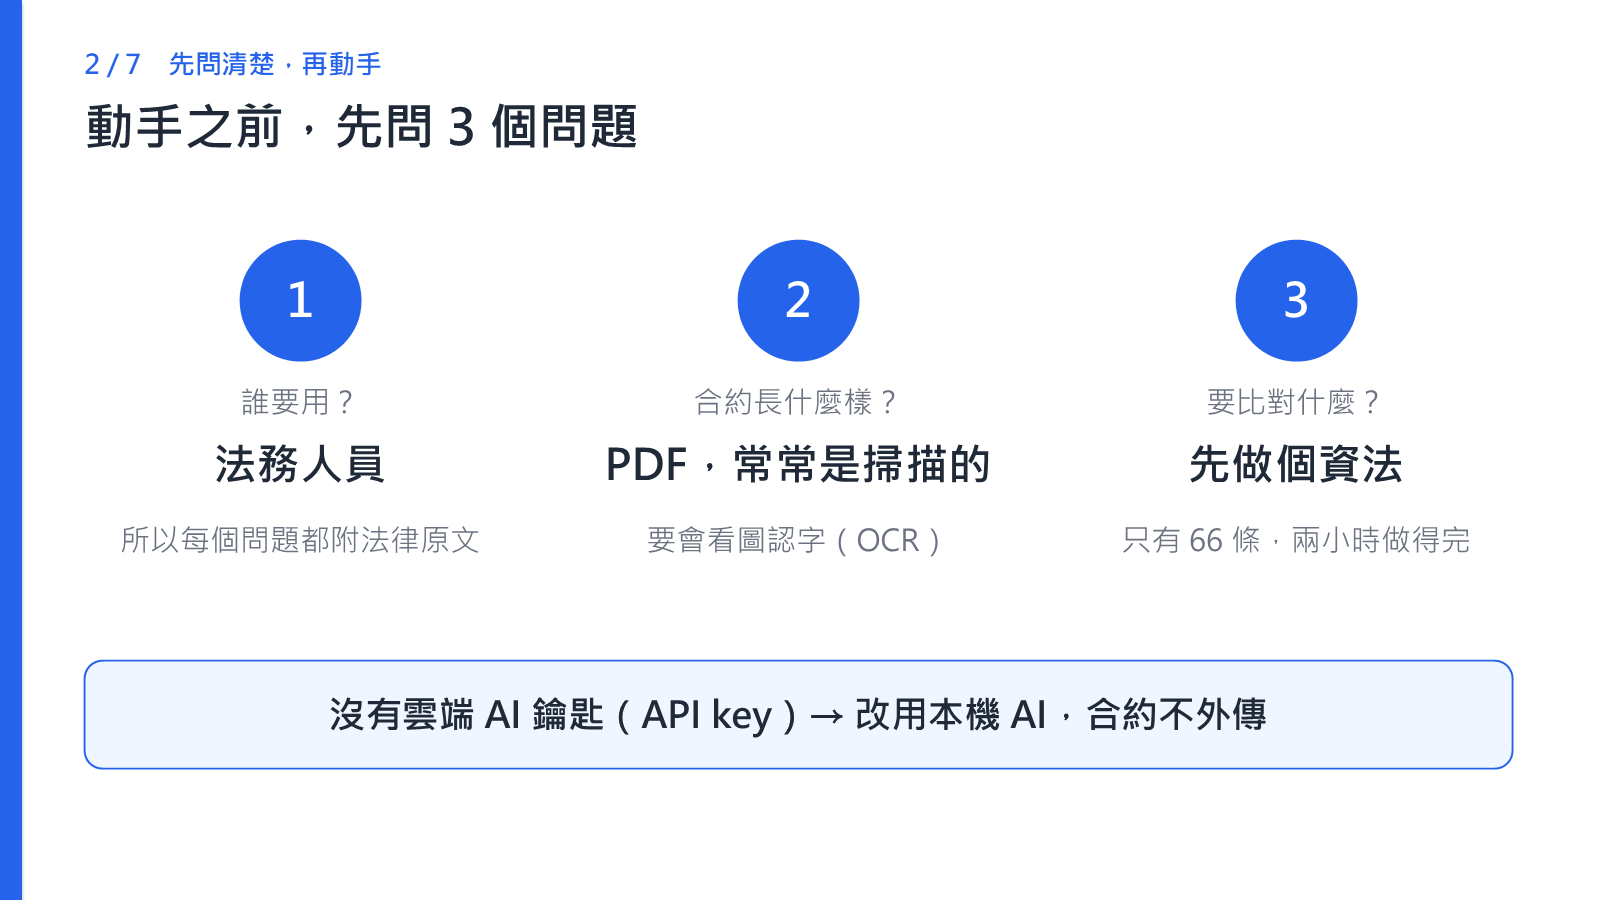 2 / 7　先問清楚，再動手
動手之前，先問 3 個問題
1
誰要用？
法務人員
所以每個問題都附法律原文
2
合約長什麼樣？
PDF，常常是掃描的
要會看圖認字（OCR）
3
要比對什麼？
先做個資法
只有 66 條，兩小時做得完
沒有雲端 AI 鑰匙（API key）→ 改用本機 AI，合約不外傳